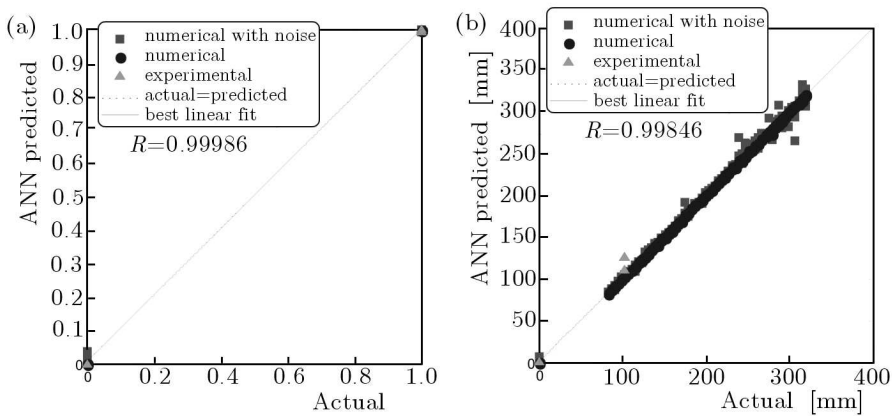 (a)
numerical with noise
numerical
experimental
actual=predicted
best linear fit
R=0.99986
ANN predicted
1.0
0.9
0.8
0.7
0.6
0.5
0.4
0.3
0.2
0.1
0
0 0.2 0.4 0.6 0.8 1.0
Actual
(b)
numerical with noise
numerical
experimental
actual=predicted
best linear fit
R=0.99846
ANN predicted [mm]
400
350
300
250
200
150
100
50
0
0 100 200 300 400
Actual [mm]